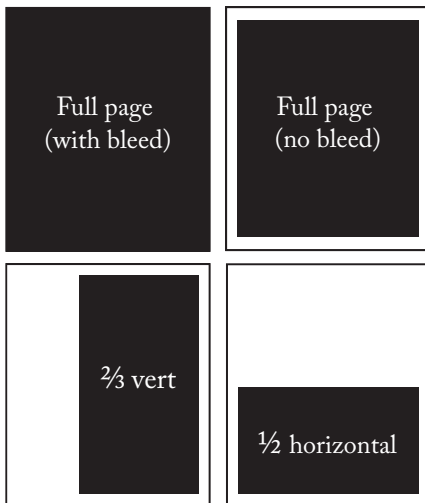 Full page
(with bleed)
Full page
(no bleed)
⅔ vert
½ horizontal